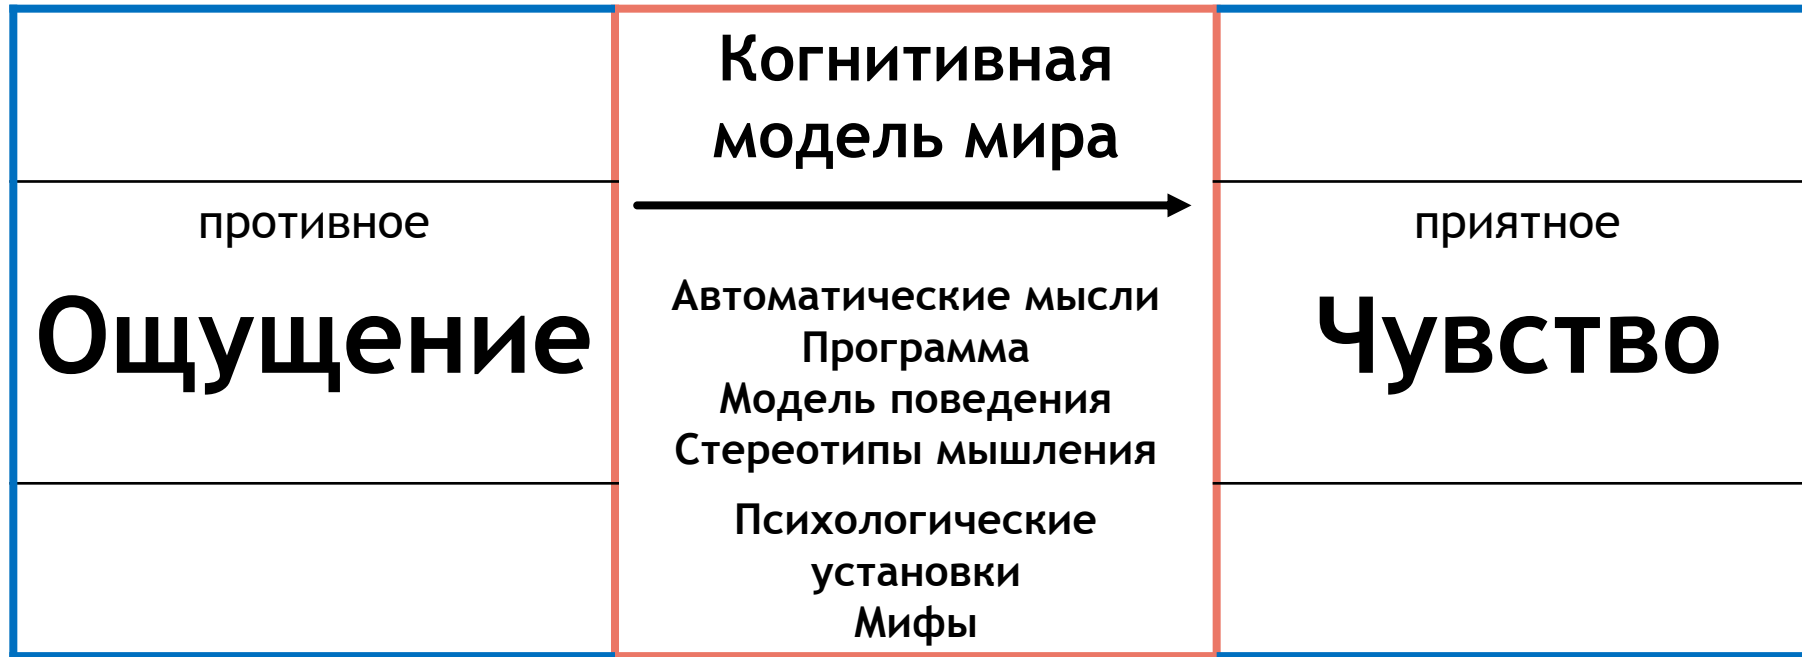 Когнитивная
модель мира
противное
приятное
Ощущение
Автоматические мысли
Программа
Модель поведения
Стереотипы мышления
Чувство
Психологические
установки
Мифы